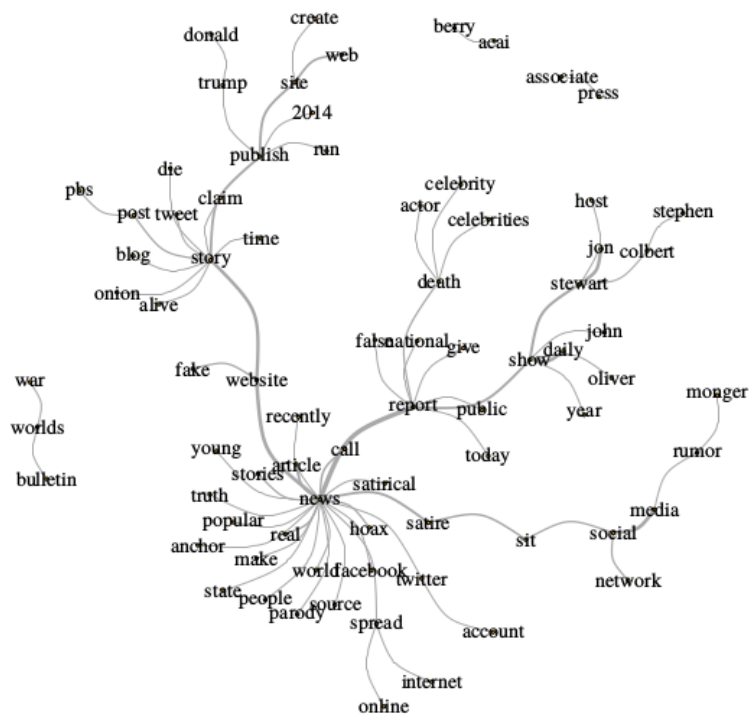 create
berry
donald
acai
web
associate
trump
site
press
2014
publish
run
die
celebrity
pbs
claim
host
post
tweet
actor
stephen
celebrities
time
jon
colbert
blog
story
death
stewart
onion
alive
false
national
give
john
show
daily
fake
website
oliver
war
monger
recently
report
public
year
worlds
young
call
today
rumor
article
stories
bulletin
satirical
truth
news
media
popular
satire
hoax
real
social
sit
anchor
make
world
facebook
twitter
network
state
people
source
parody
spread
account
internet
online